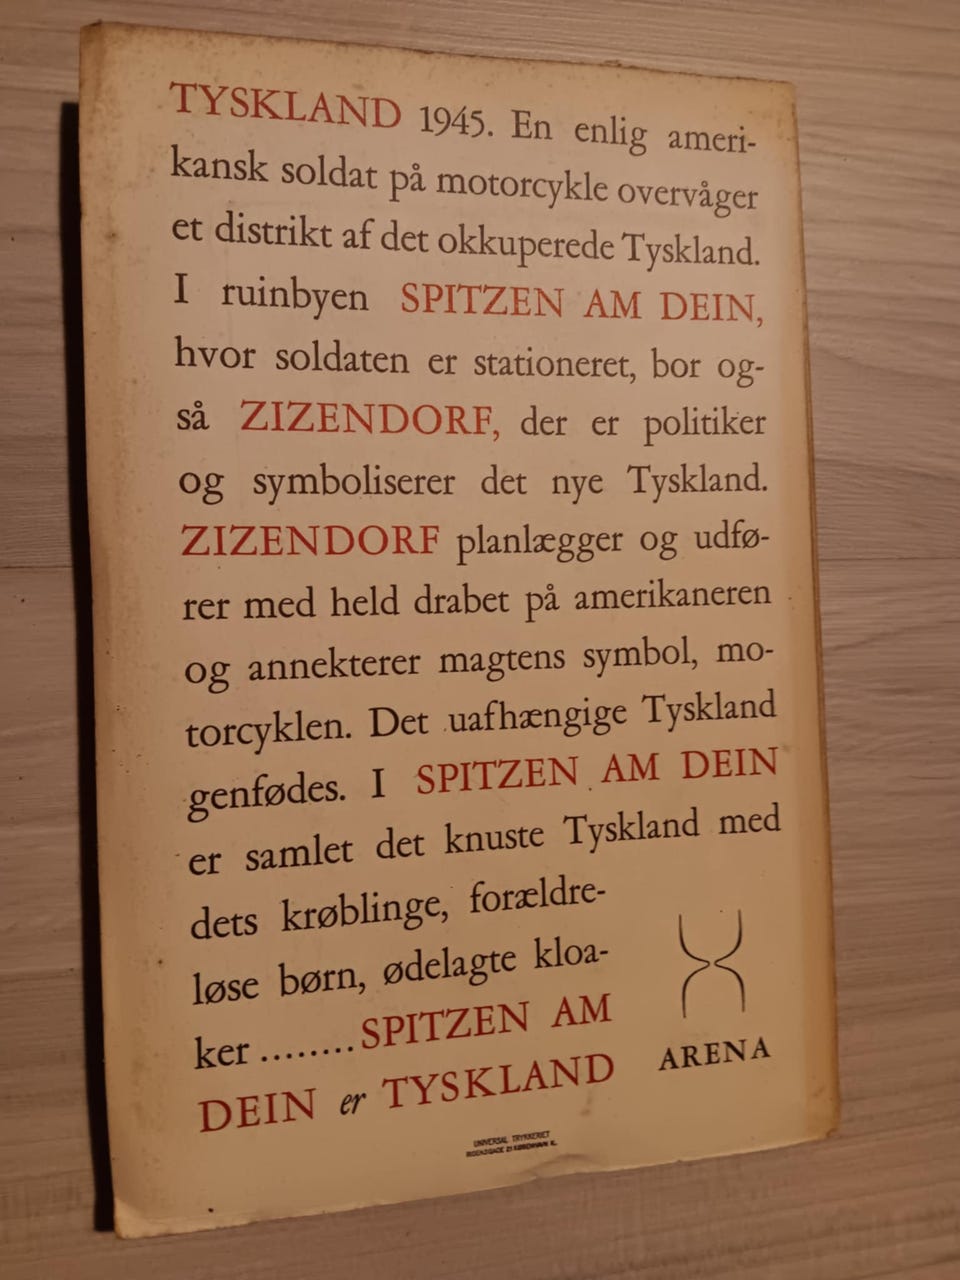 TYSKLAND 1945. En enlig ameri-
kansk soldat på motorcykle overvåger
et distrikt af det okkuperede Tyskland.
I ruinbyen SPITZEN AM DEIN,
hvor soldaten er stationeret, bor og-
så ZIZENDORF, der er politiker
og symboliserer det nye Tyskland.
ZIZENDORF planlægger og udfø-
rer med held drabet på amerikaneren
og annekterer magtens symbol, mo-
torcyklen. Det uafhængige Tyskland
genfødes. I SPITZEN AM DEIN
er samlet det knuste Tyskland med
dets krøblinge, forældre-
løse børn, ødelagte kloa-
ker ........SPITZEN AM
DEIN er TYSKLAND
ARENA
UNIVERSAL TRYKKERIET
KØBENHAVN K.